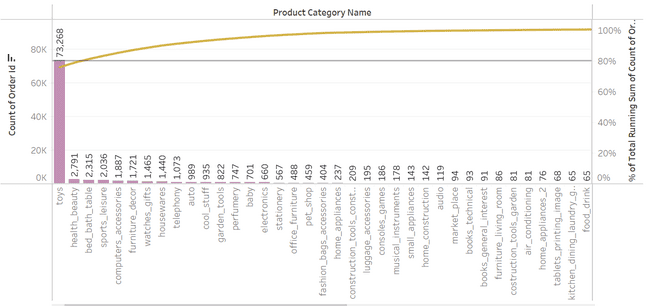 Product Category Name
Count of Order Id
80K
60K
40K
20K
0K
100%
80%
60%
40%
20%
0%
% of Total Running Sum of Count of Or..
73,268
2,791
2,315
2,036
1,887
1,721
1,465
1,440
1,073
989
935
822
747
701
660
567
488
459
404
237
209
195
186
178
143
142
119
94
93
91
86
81
81
76
68
65
65
toys
health_beauty
bed_bath_table
sports_leisure
computers_accessories
furniture_decor
watches_gifts
housewares
telephony
auto
cool_stuff
garden_tools
perfumery
baby
electronics
stationery
office_furniture
pet_shop
fashion_bags_accessories
home_appliances
construction_tools_const..
luggage_accessories
consoles_games
musical_instruments
small_appliances
home_construction
audio
market_place
books_technical
books_general_interest
furniture_living_room
costruction_tools_garden
air_conditioning
home_appliances_2
tablets_printing_image
kitchen_dining_laundry_g..
food_drink